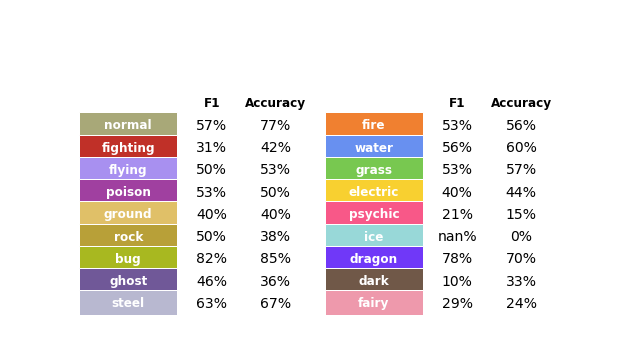 F1 Accuracy F1 Accuracy
normal 57% 77% fire 53% 56%
fighting 31% 42% water 56% 60%
flying 50% 53% grass 53% 57%
poison 53% 50% electric 40% 44%
ground 40% 40% psychic 21% 15%
rock 50% 38% ice nan% 0%
bug 82% 85% dragon 78% 70%
ghost 46% 36% dark 10% 33%
steel 63% 67% fairy 29% 24%